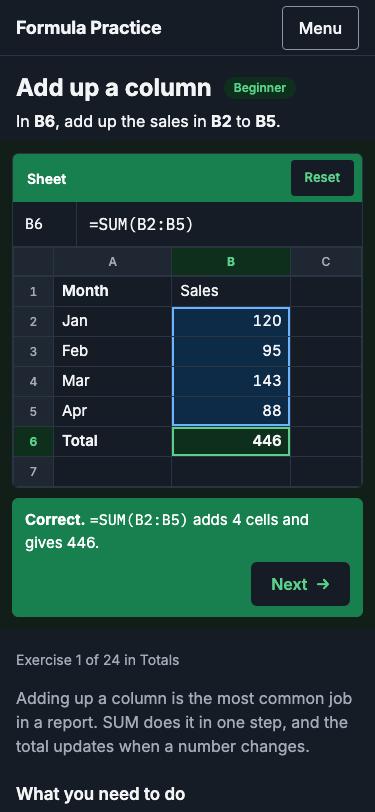 Formula Practice
Menu
Add up a column
Beginner
In B6, add up the sales in B2 to B5.
Sheet
Reset
B6
=SUM(B2:B5)
A B C
1 Month Sales
2 Jan 120
3 Feb 95
4 Mar 143
5 Apr 88
6 Total 446
7
Correct. =SUM(B2:B5) adds 4 cells and
gives 446.
Next →
Exercise 1 of 24 in Totals
Adding up a column is the most common job
in a report. SUM does it in one step, and the
total updates when a number changes.
What you need to do